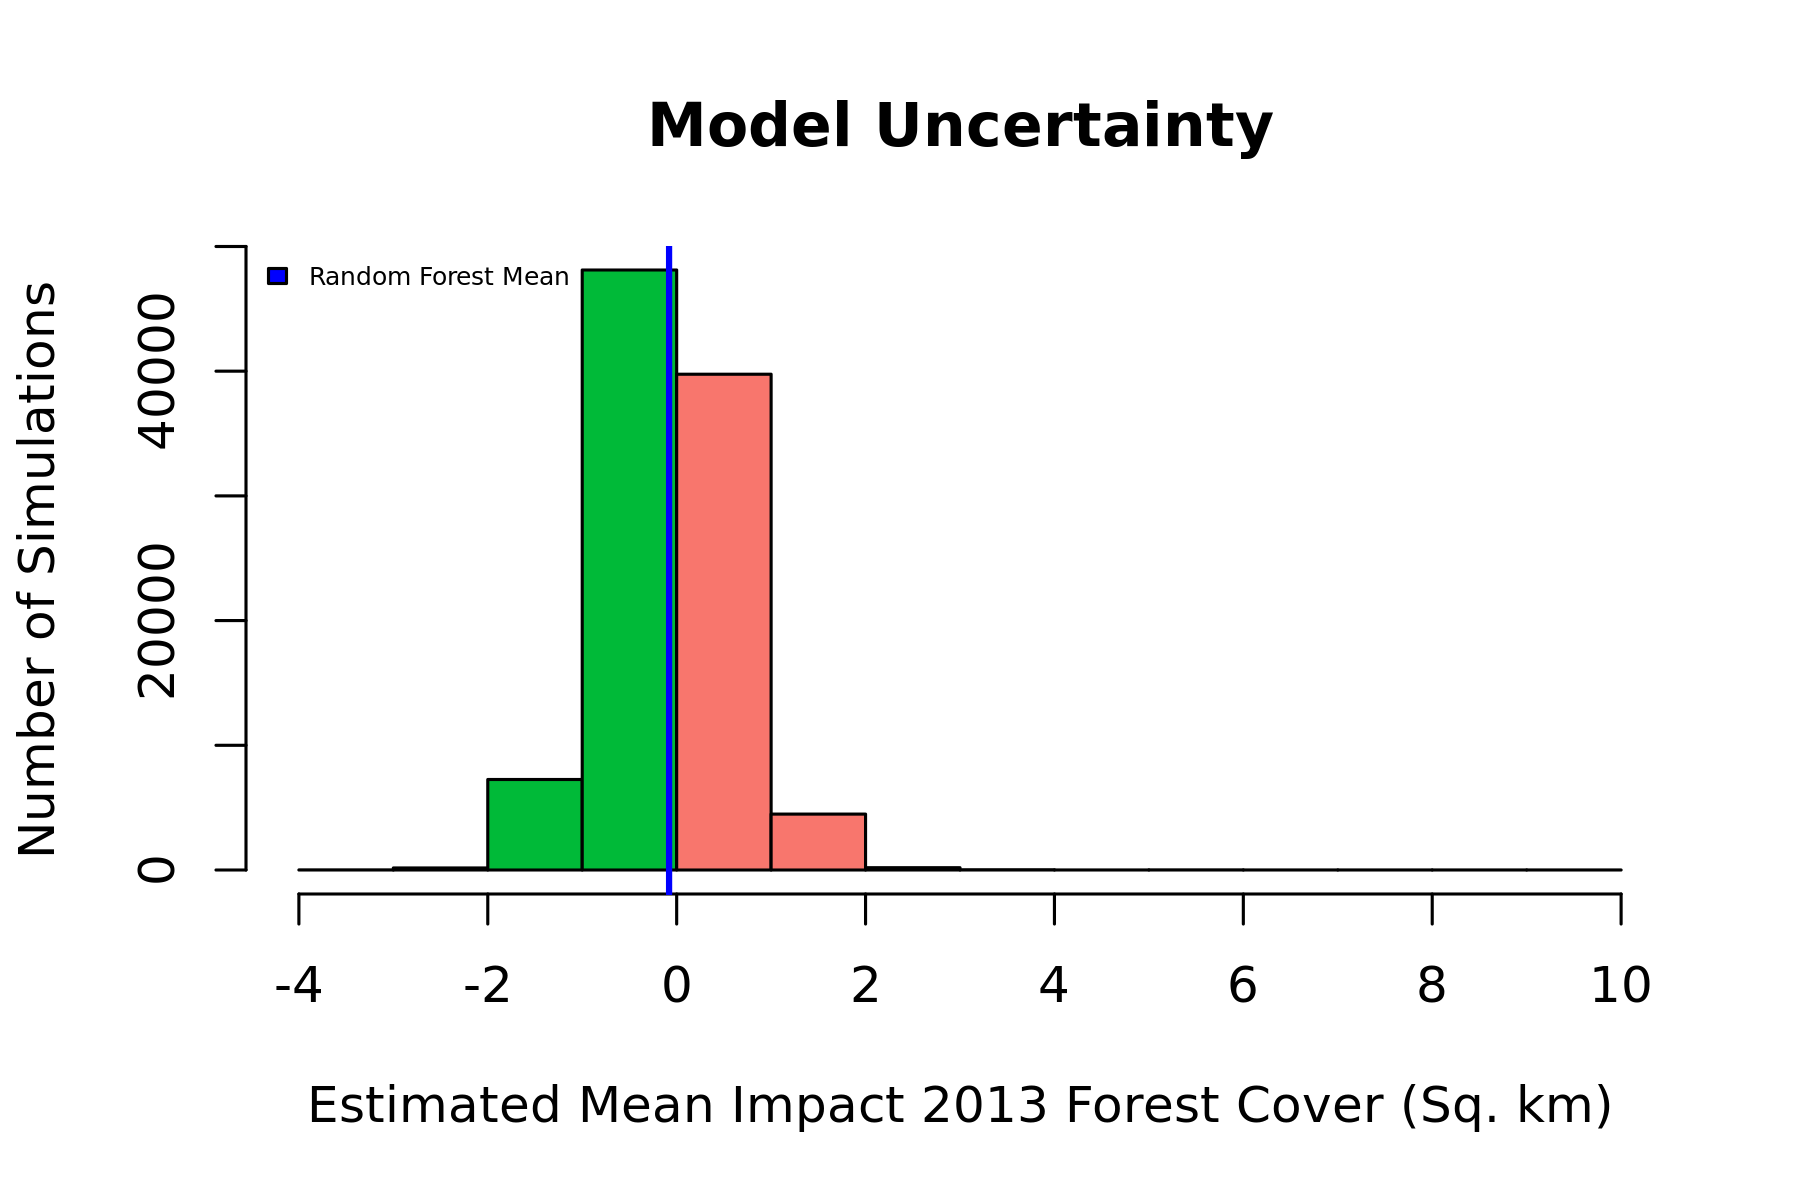 Model Uncertainty
Random Forest Mean
Number of Simulations
0
20000
40000
-4 -2 0 2 4 6 8 10
Estimated Mean Impact 2013 Forest Cover (Sq. km)